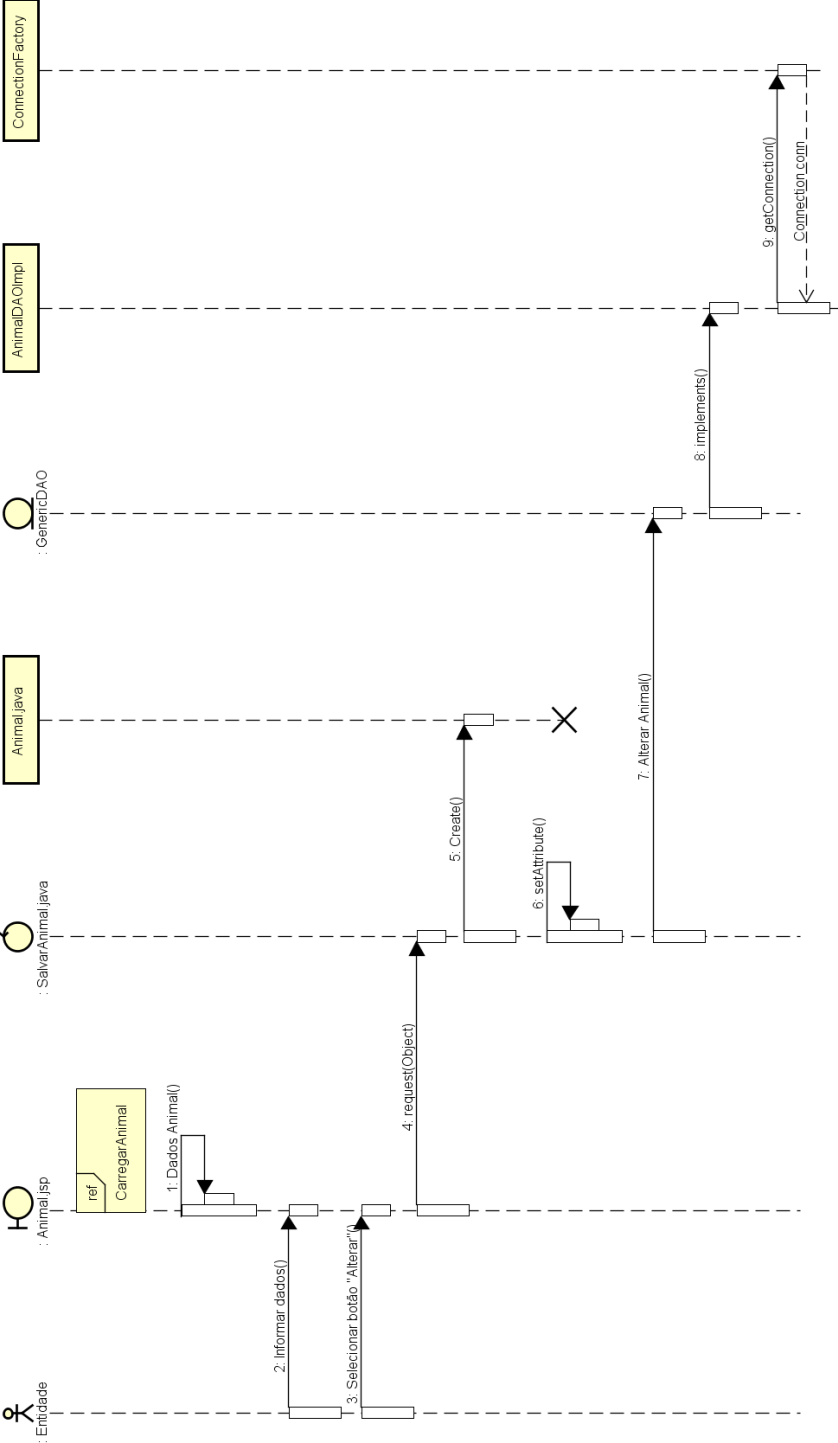 : Entidade
: Animal.jsp
: SalvarAnimal.java
Animal.java
: GenericDAO
AnimalDAOImpl
ConnectionFactory
ref
CarregarAnimal
1: Dados Animal()
2: Informar dados()
3: Selecionar botão "Alterar"()
4: request(Object)
5: Create()
6: setAttribute()
7: Alterar Animal()
8: implements()
9: getConnection()
Connection conn